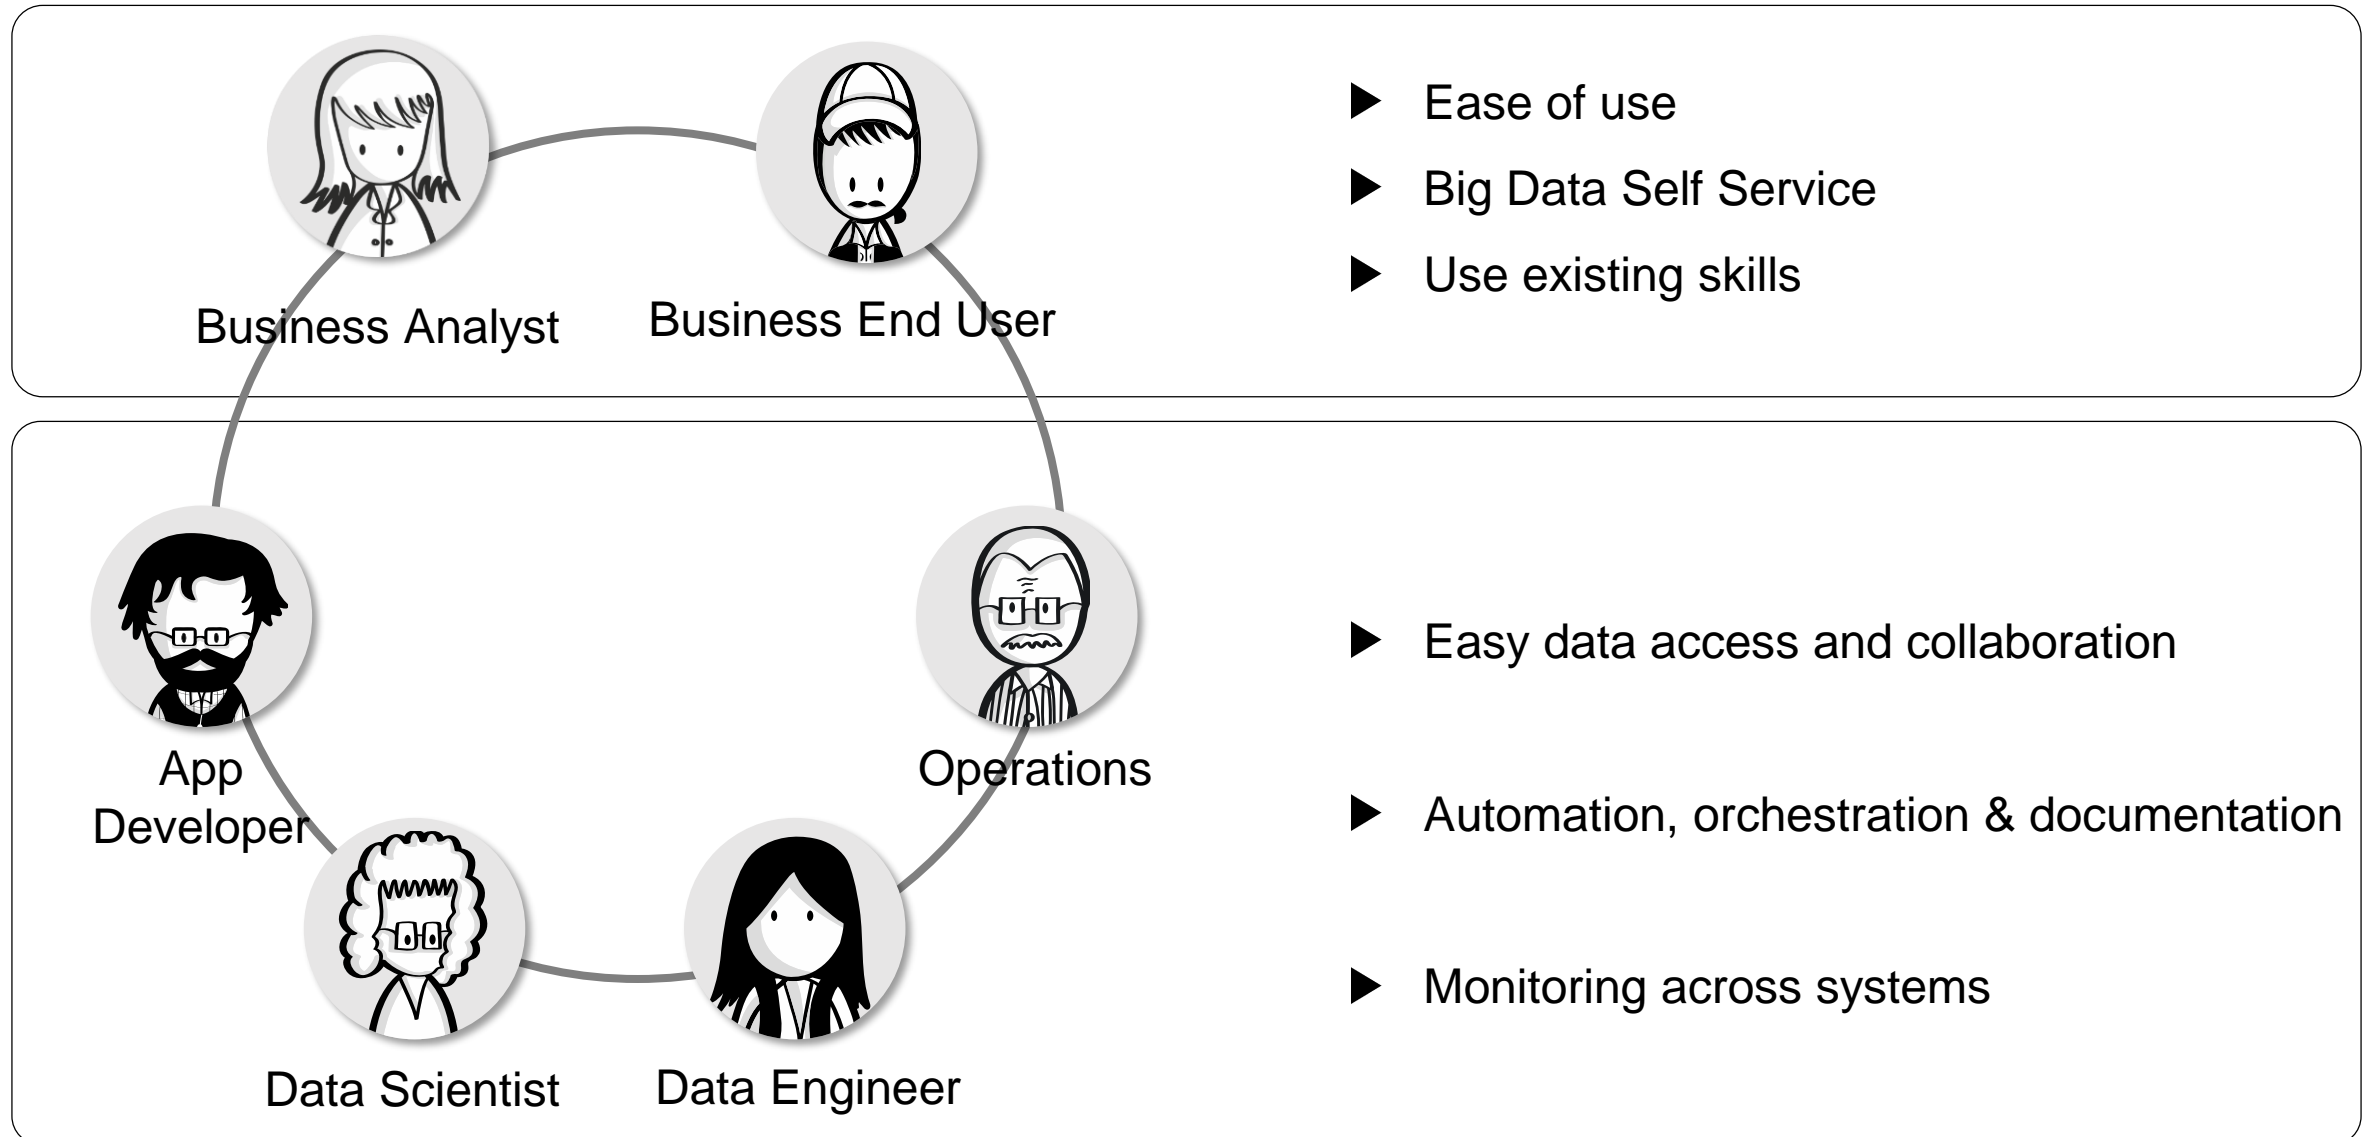 Business Analyst
Business End User
Ease of use
Big Data Self Service
Use existing skills
App
Developer
Operations
Data Scientist
Data Engineer
Easy data access and collaboration
Automation, orchestration & documentation
Monitoring across systems